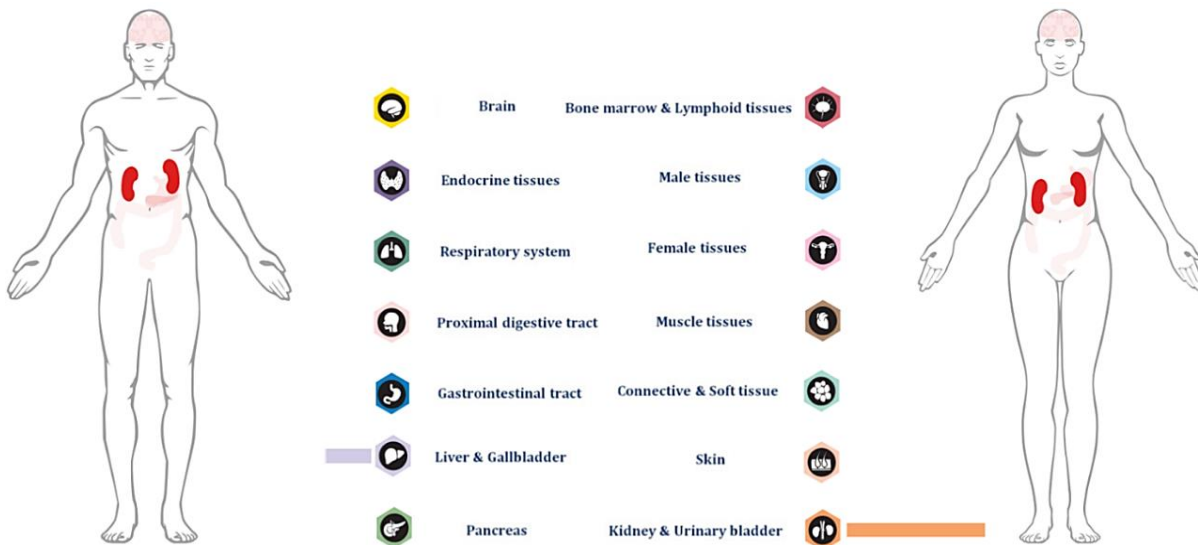 Brain
Bone marrow & Lymphoid tissues
Endocrine tissues
Male tissues
Respiratory system
Female tissues
Proximal digestive tract
Muscle tissues
Gastrointestinal tract
Connective & Soft tissue
Liver & Gallbladder
Skin
Pancreas
Kidney & Urinary bladder